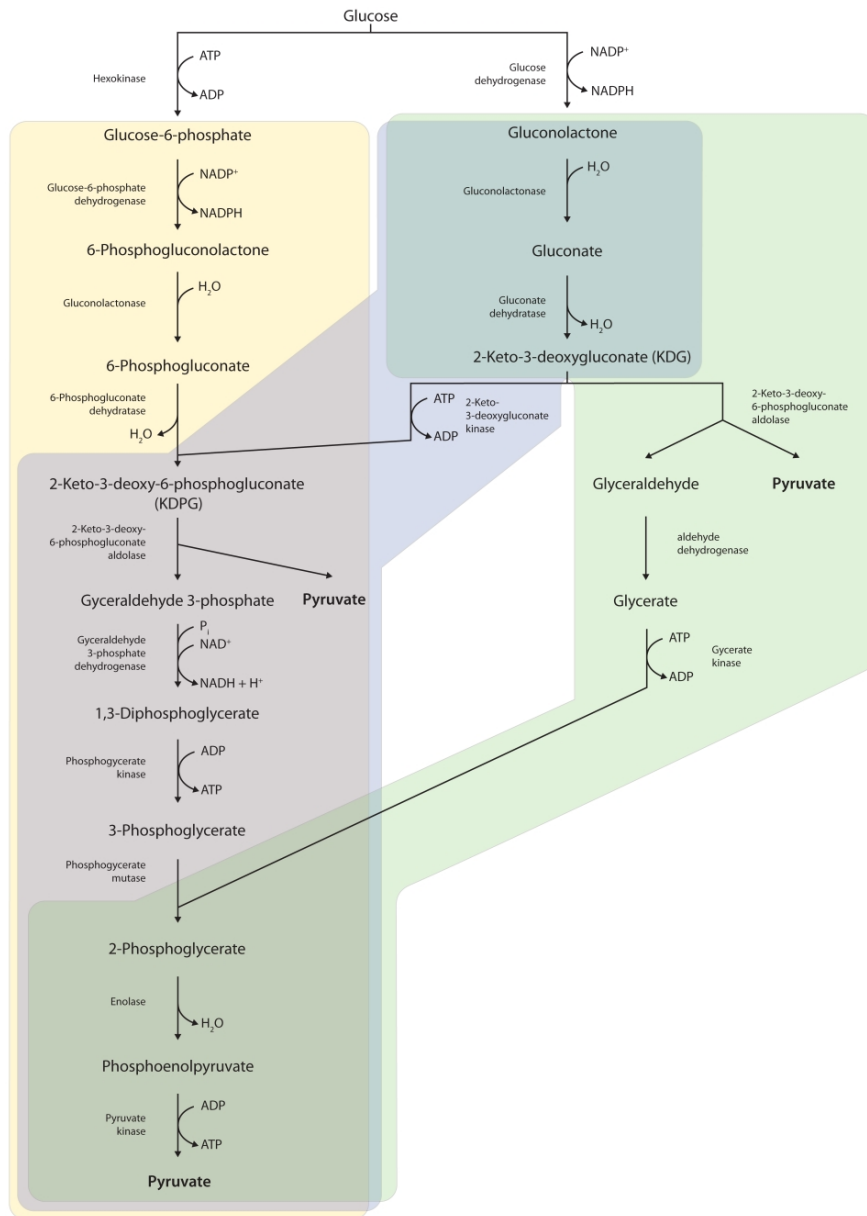 Glucose
Hexokinase
ATP
ADP
Glucose
dehydrogenase
NADP⁺
NADPH
Glucose-6-phosphate
Gluconolactone
Glucose-6-phosphate
dehydrogenase
NADP⁺
NADPH
Gluconolactonase
H₂O
6-Phosphogluconolactone
Gluconate
Gluconolactonase
H₂O
Gluconate
dehydratase
H₂O
6-Phosphogluconate
2-Keto-3-deoxygluconate (KDG)
6-Phosphogluconate
dehydratase
H₂O
ATP
ADP
2-Keto-
3-deoxygluconate
kinase
2-Keto-3-deoxy-
6-phosphogluconate
aldolase
2-Keto-3-deoxy-6-phosphogluconate
(KDPG)
Glyceraldehyde
Pyruvate
2-Keto-3-deoxy-
6-phosphogluconate
aldolase
aldehyde
dehydrogenase
Gyceraldehyde 3-phosphate
Pyruvate
Glycerate
Gyceraldehyde
3-phosphate
dehydrogenase
Pᵢ
NAD⁺
NADH + H⁺
ATP
ADP
Gycerate
kinase
1,3-Diphosphoglycerate
Phosphogycerate
kinase
ADP
ATP
3-Phosphoglycerate
Phosphogycerate
mutase
2-Phosphoglycerate
Enolase
H₂O
Phosphoenolpyruvate
Pyruvate
kinase
ADP
ATP
Pyruvate